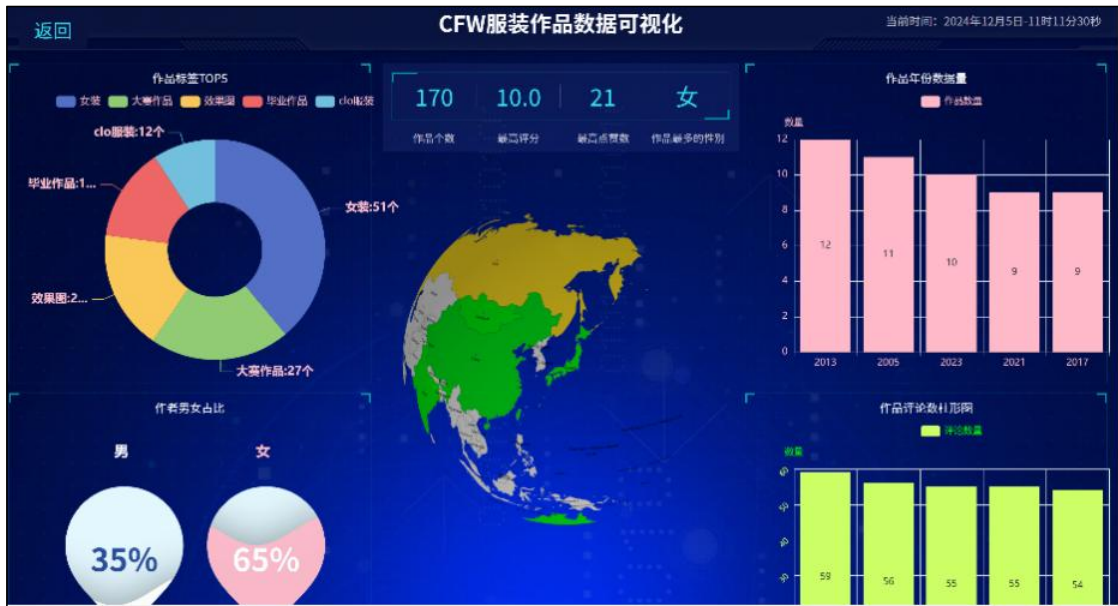 返回
CFW服装作品数据可视化
当前时间：2024年12月5日-11时11分30秒
作品标签TOP5
女装 大赛作品 效果图 毕业作品 clo服装
clo服装:12个
毕业作品:1...
女装:51个
效果图:2...
大赛作品:27个
170 10.0 21 女
作品个数 最高评分 最高点赞数 作品最多的性别
作品年份数据量
作品数量
数量
12
10
8
6
4
2
0
12 11 10 9 9
2013 2005 2023 2021 2017
作者男女占比
男 女
35% 65%
作品评论数柱形图
评论数量
数量
60
50
40
30
59 56 55 55 54